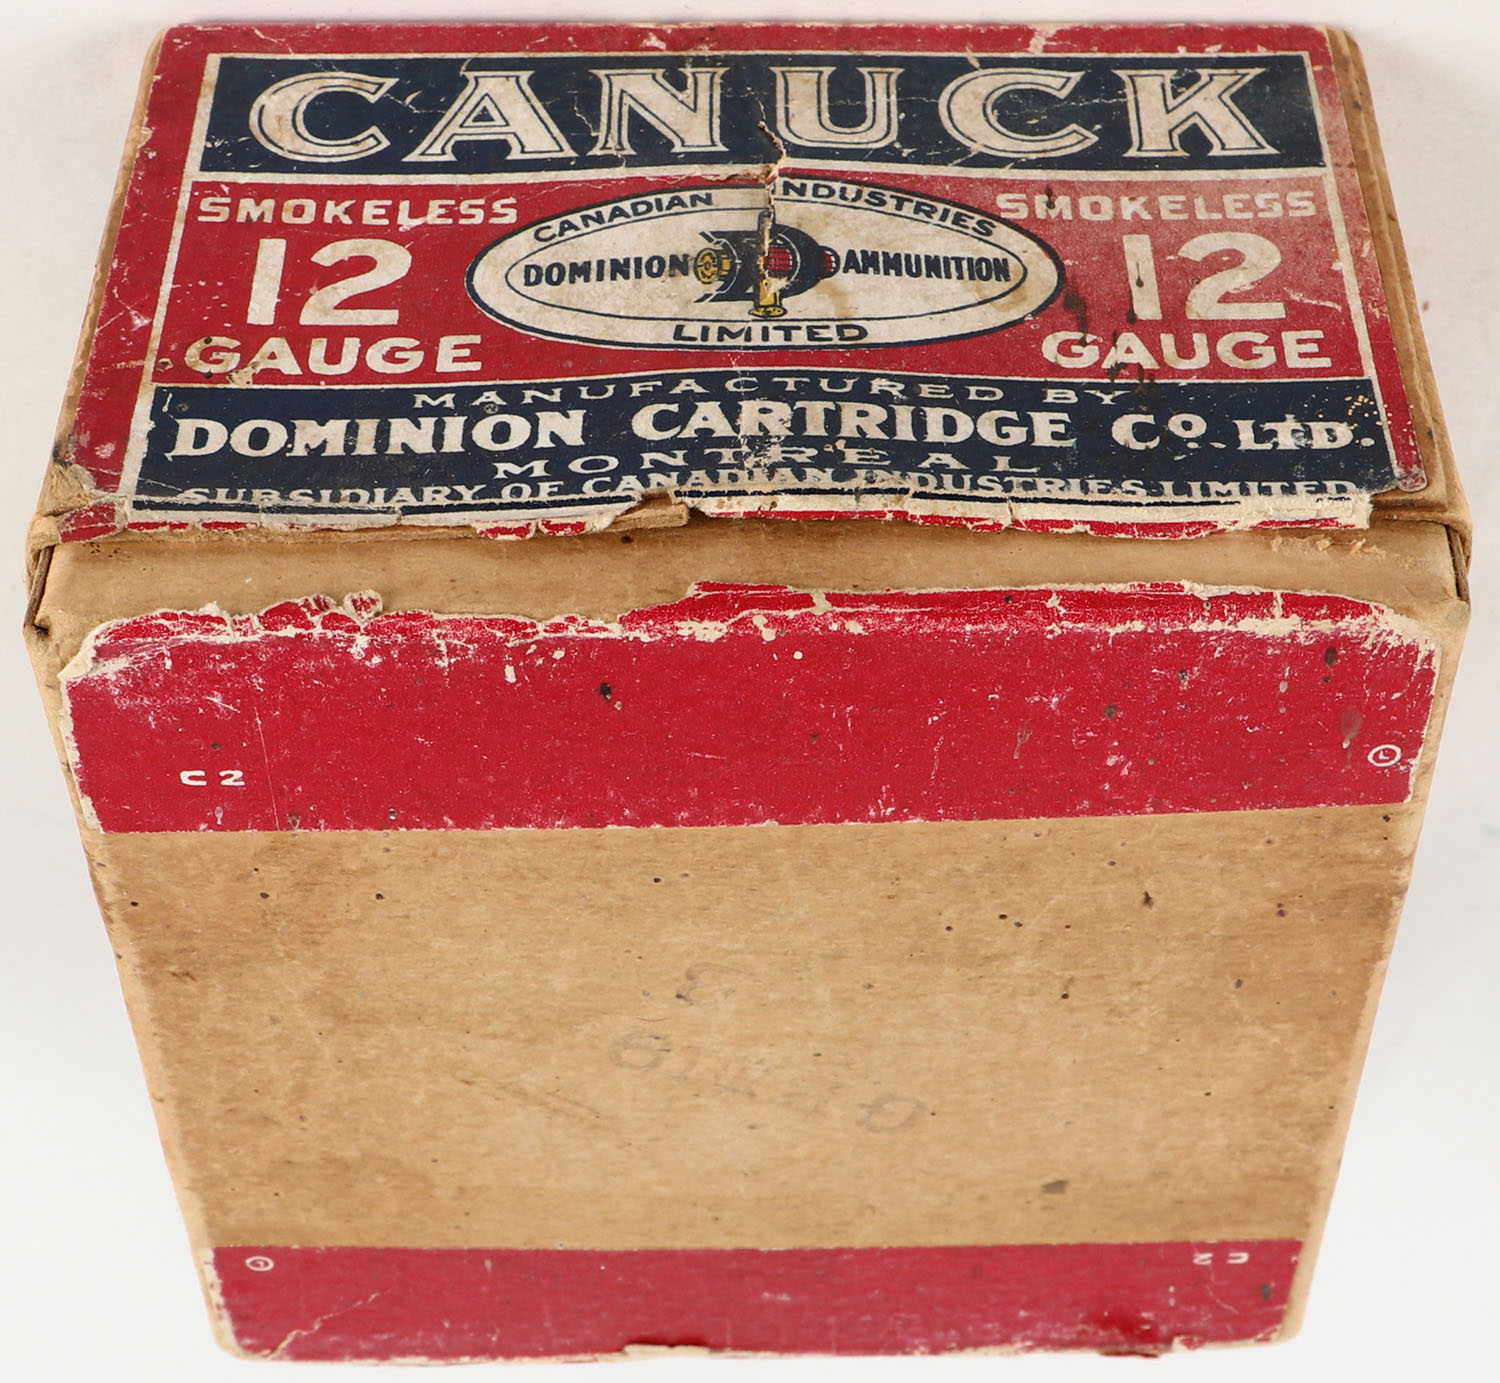 CANUCK
SMOKELESS
12
GAUGE
CANADIAN INDUSTRIES
DOMINION D AMMUNITION
LIMITED
SMOKELESS
12
GAUGE
MANUFACTURED BY
DOMINION CARTRIDGE Co. LTD.
MONTREAL
SUBSIDIARY OF CANADIAN INDUSTRIES LIMITED
C2
L
L
C2